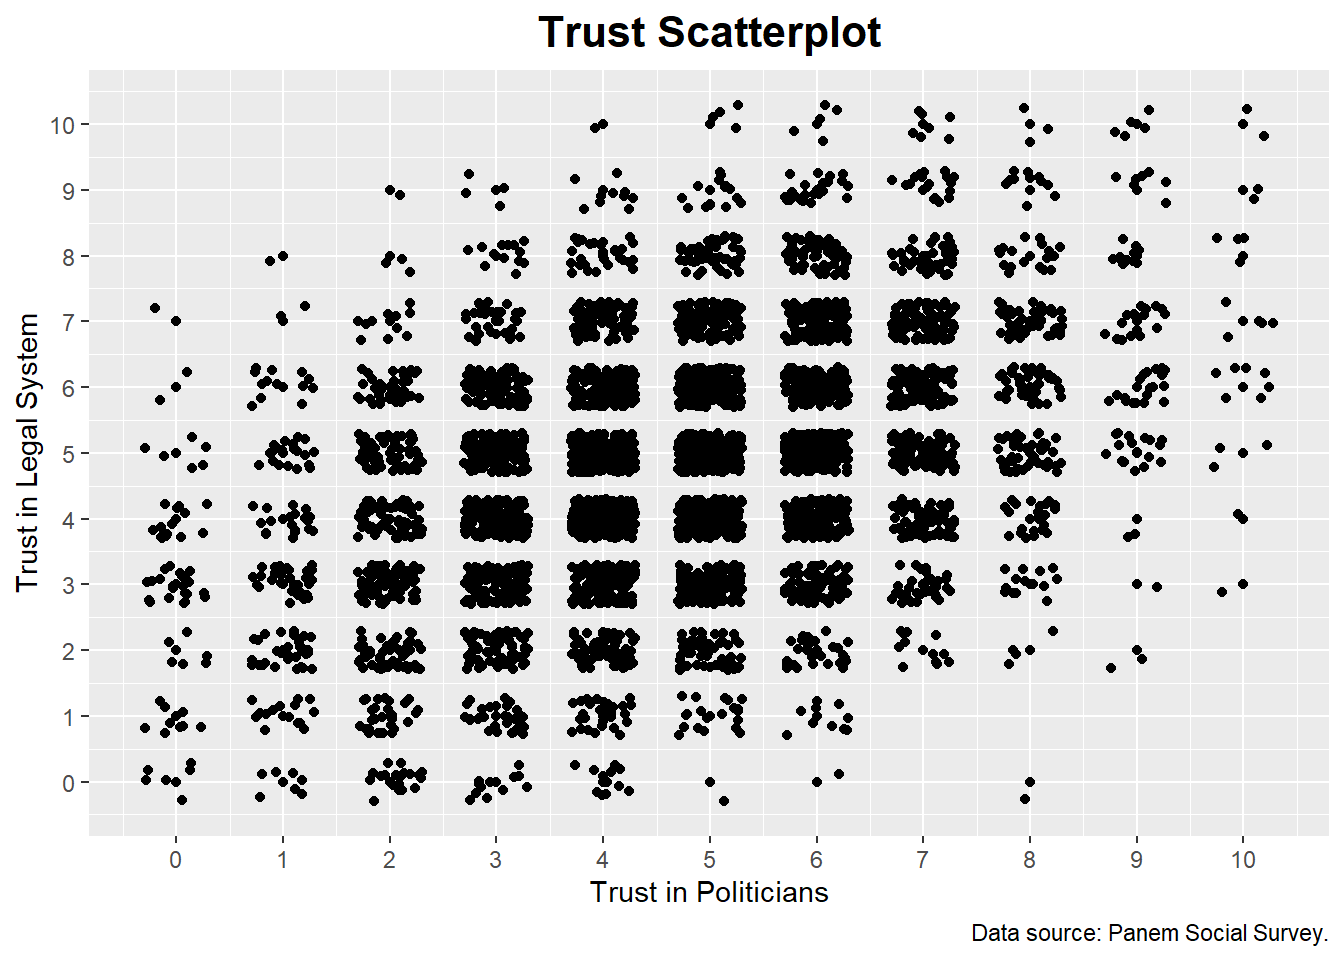 Trust Scatterplot
Trust in Legal System
10
9
8
7
6
5
4
3
2
1
0
0 1 2 3 4 5 6 7 8 9 10
Trust in Politicians
Data source: Panem Social Survey.